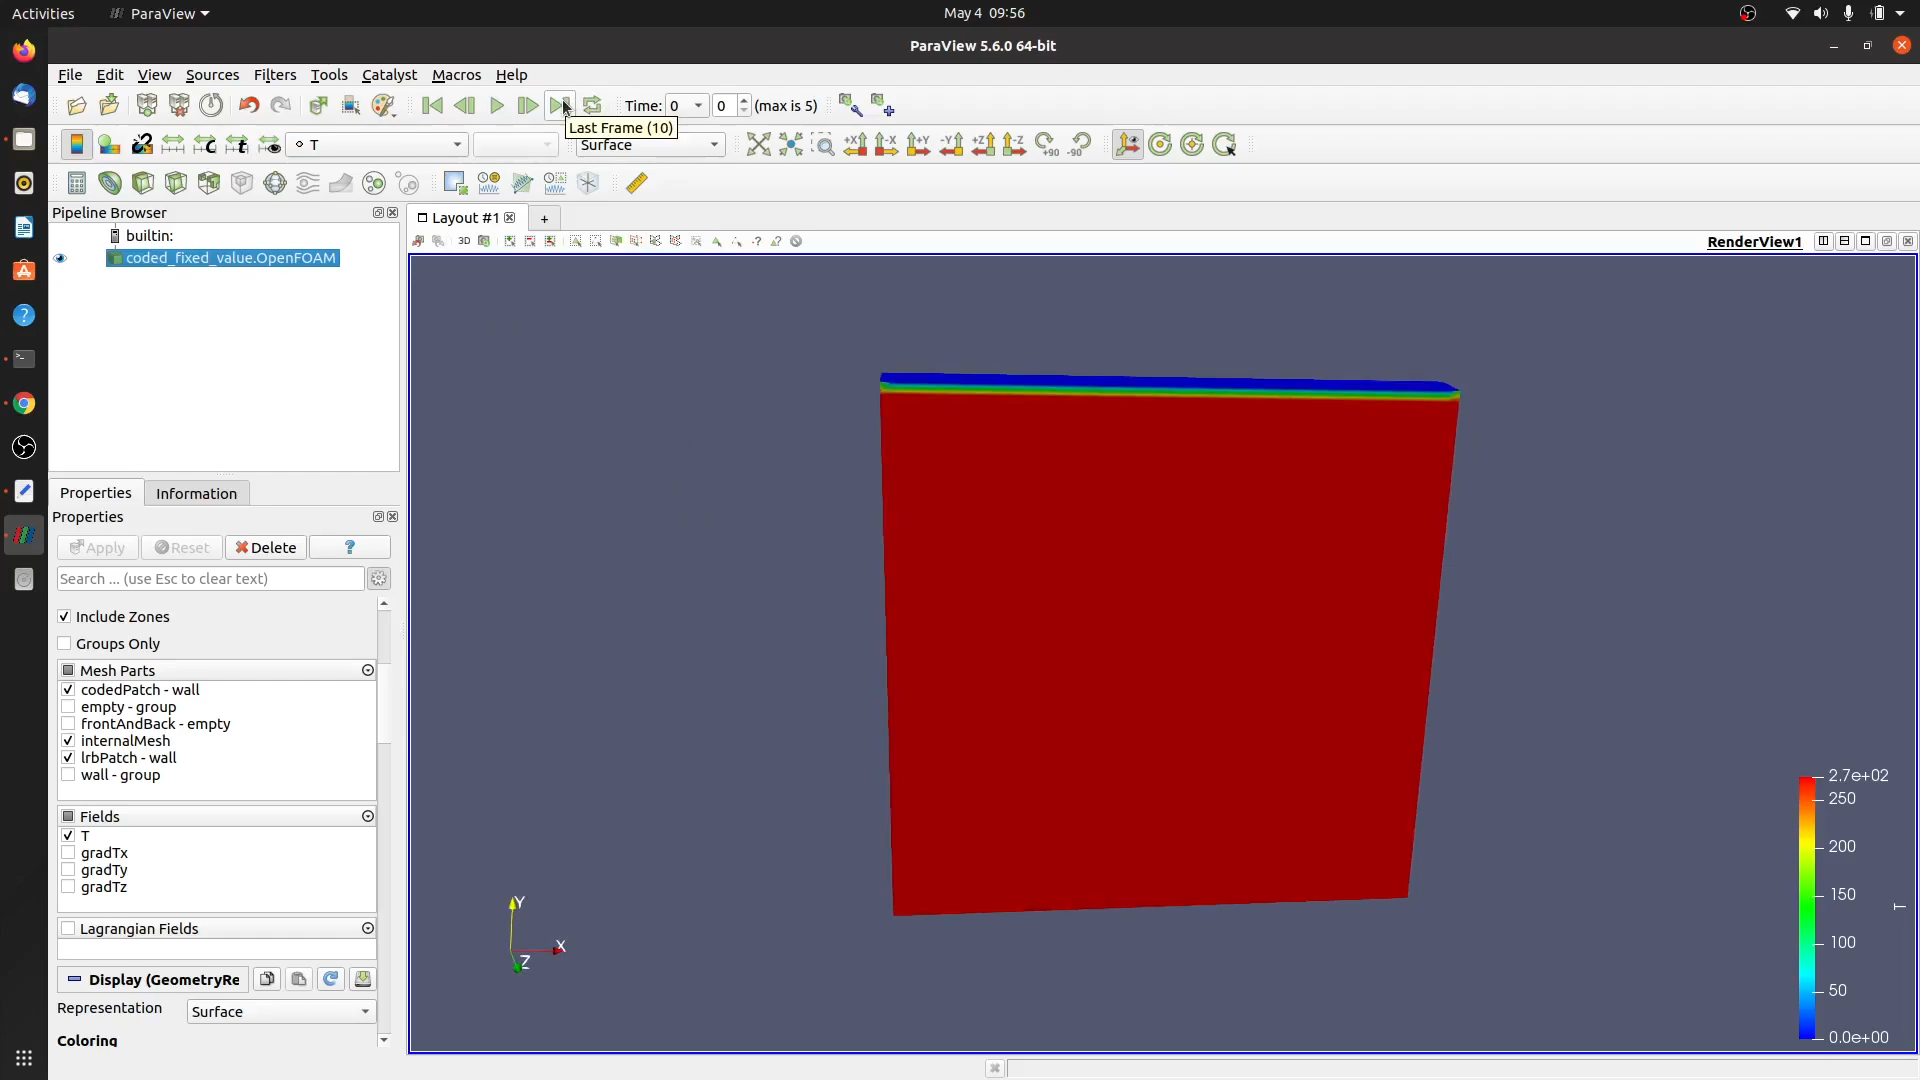 Activities
ParaView
May 4 09:56
ParaView 5.6.0 64-bit
File Edit View Sources Filters Tools Catalyst Macros Help
Time: 0 0 (max is 5)
Last Frame (10)
T
Surface
+X -X +Y -Y +Z -Z +90 -90
Pipeline Browser
builtin:
coded_fixed_value.OpenFOAM
Layout #1
+
3D
RenderView1
Properties Information
Properties
Apply Reset Delete ?
Search ... (use Esc to clear text)
Include Zones
Groups Only
Mesh Parts
codedPatch - wall
empty - group
frontAndBack - empty
internalMesh
lrbPatch - wall
wall - group
Fields
T
gradTx
gradTy
gradTz
Lagrangian Fields
Display (GeometryRe
Representation Surface
Coloring
Y
X
Z
2.7e+02
250
200
150
T
100
50
0.0e+00